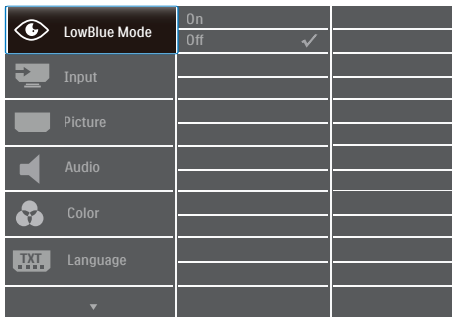 LowBlue Mode
On
Off
Input
Picture
Audio
Color
TXT
Language